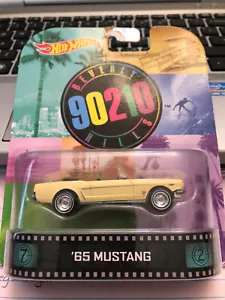 Hot Wheels
BEVERLY
90210
HILLS
'65 MUSTANG